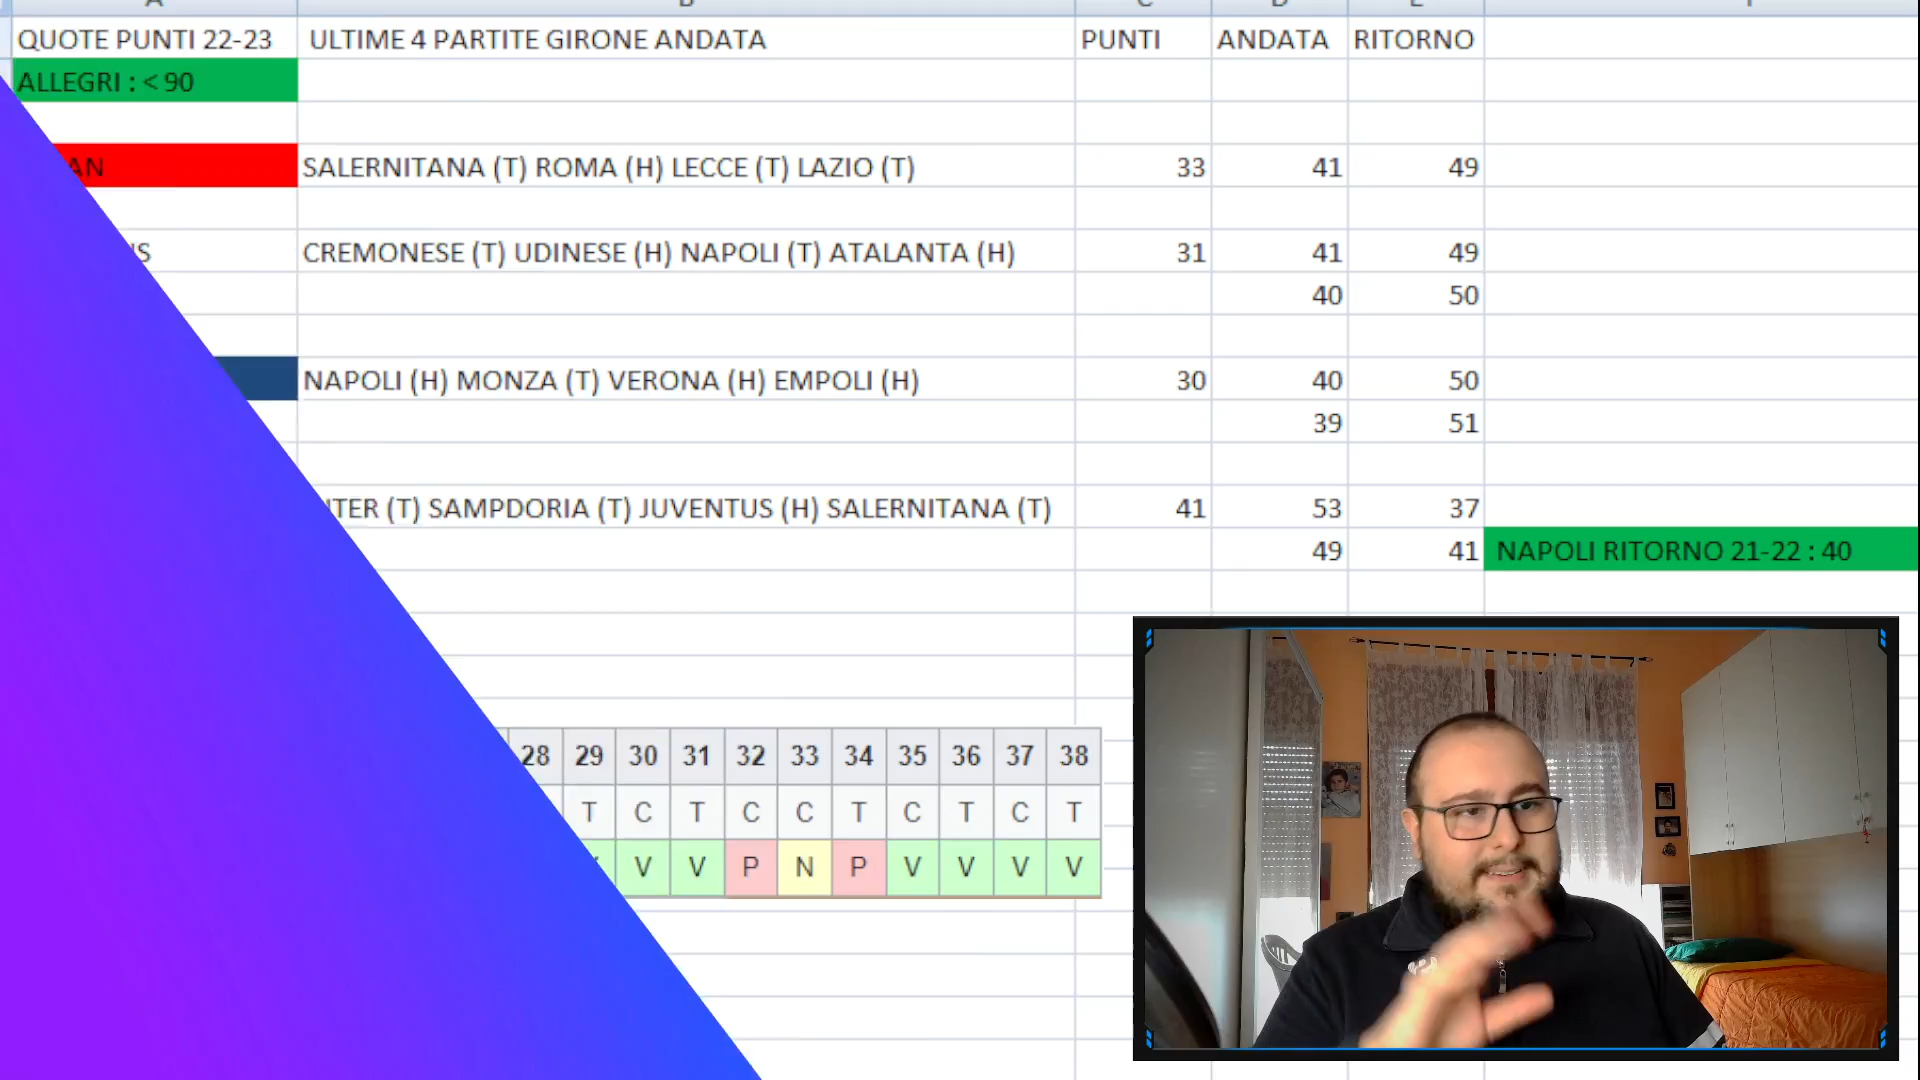 QUOTE PUNTI 22-23 ULTIME 4 PARTITE GIRONE ANDATA PUNTI ANDATA RITORNO
ALLEGRI : < 90
AN SALERNITANA (T) ROMA (H) LECCE (T) LAZIO (T) 33 41 49
S CREMONESE (T) UDINESE (H) NAPOLI (T) ATALANTA (H) 31 41 49
40 50
NAPOLI (H) MONZA (T) VERONA (H) EMPOLI (H) 30 40 50
39 51
TER (T) SAMPDORIA (T) JUVENTUS (H) SALERNITANA (T) 41 53 37
49 41 NAPOLI RITORNO 21-22 : 40
28 29 30 31 32 33 34 35 36 37 38
T C T C C T C T C T
V V P N P V V V V